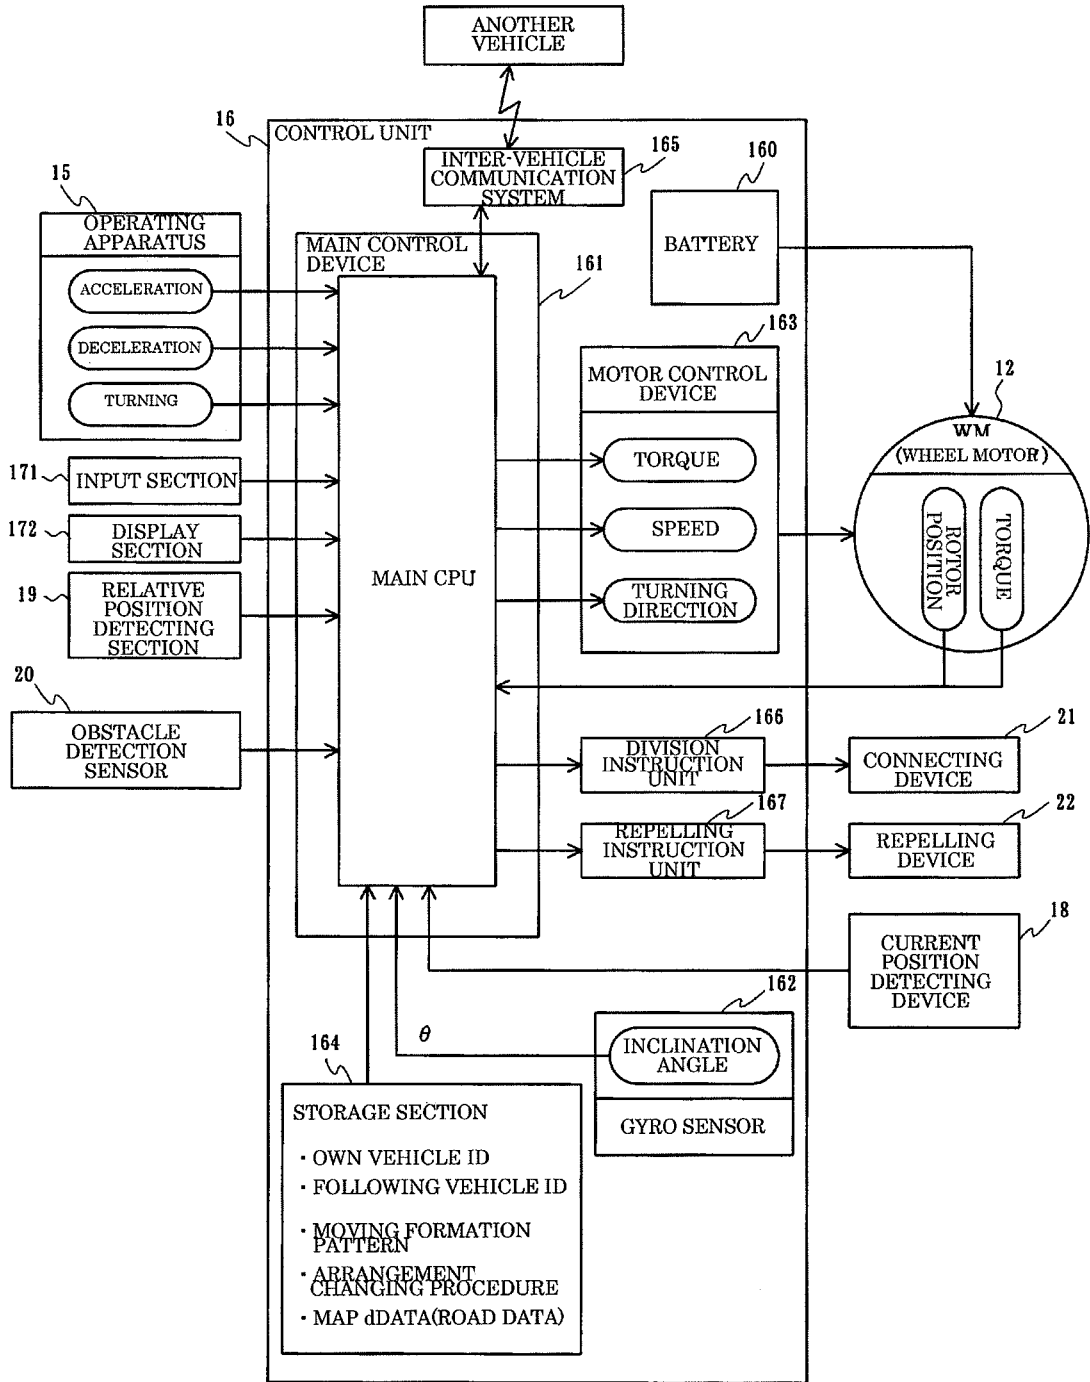 ANOTHER
VEHICLE
16
CONTROL UNIT
INTER-VEHICLE
COMMUNICATION
SYSTEM
165
160
BATTERY
15
OPERATING
APPARATUS
ACCELERATION
DECELERATION
TURNING
MAIN CONTROL
DEVICE
161
MAIN CPU
163
MOTOR CONTROL
DEVICE
TORQUE
SPEED
TURNING
DIRECTION
12
WM
(WHEEL MOTOR)
ROTOR
POSITION
TORQUE
171
INPUT SECTION
172
DISPLAY
SECTION
19
RELATIVE
POSITION
DETECTING
SECTION
20
OBSTACLE
DETECTION
SENSOR
166
DIVISION
INSTRUCTION
UNIT
21
CONNECTING
DEVICE
167
REPELLING
INSTRUCTION
UNIT
22
REPELLING
DEVICE
18
CURRENT
POSITION
DETECTING
DEVICE
162
θ
INCLINATION
ANGLE
GYRO SENSOR
164
STORAGE SECTION
・OWN VEHICLE ID
・FOLLOWING VEHICLE ID
・MOVING FORMATION
PATTERN
・ARRANGEMENT
CHANGING PROCEDURE
・MAP dDATA(ROAD DATA)